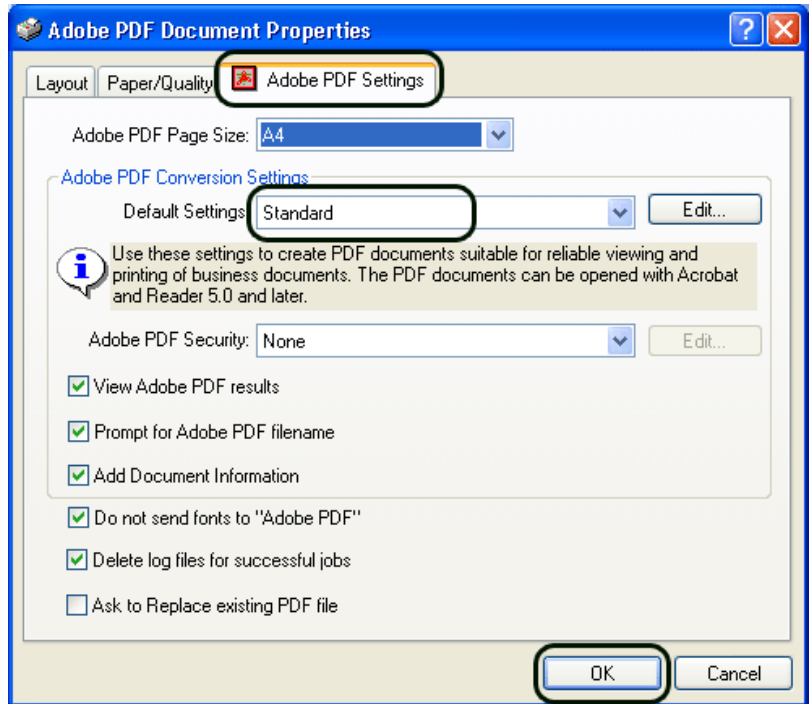 Adobe PDF Document Properties
Layout Paper/Quality Adobe PDF Settings
Adobe PDF Page Size: A4
Adobe PDF Conversion Settings
Default Settings Standard Edit...
Use these settings to create PDF documents suitable for reliable viewing and
printing of business documents. The PDF documents can be opened with Acrobat
and Reader 5.0 and later.
Adobe PDF Security: None Edit...
View Adobe PDF results
Prompt for Adobe PDF filename
Add Document Information
Do not send fonts to "Adobe PDF"
Delete log files for successful jobs
Ask to Replace existing PDF file
OK Cancel